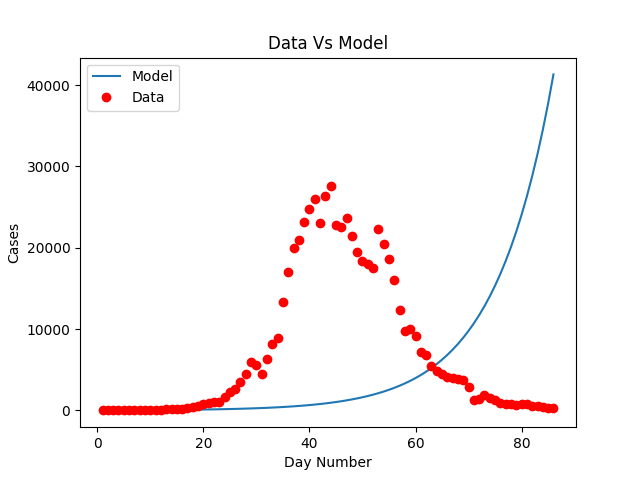 Data Vs Model
Model
Data
40000
30000
20000
10000
0
Cases
0 20 40 60 80
Day Number